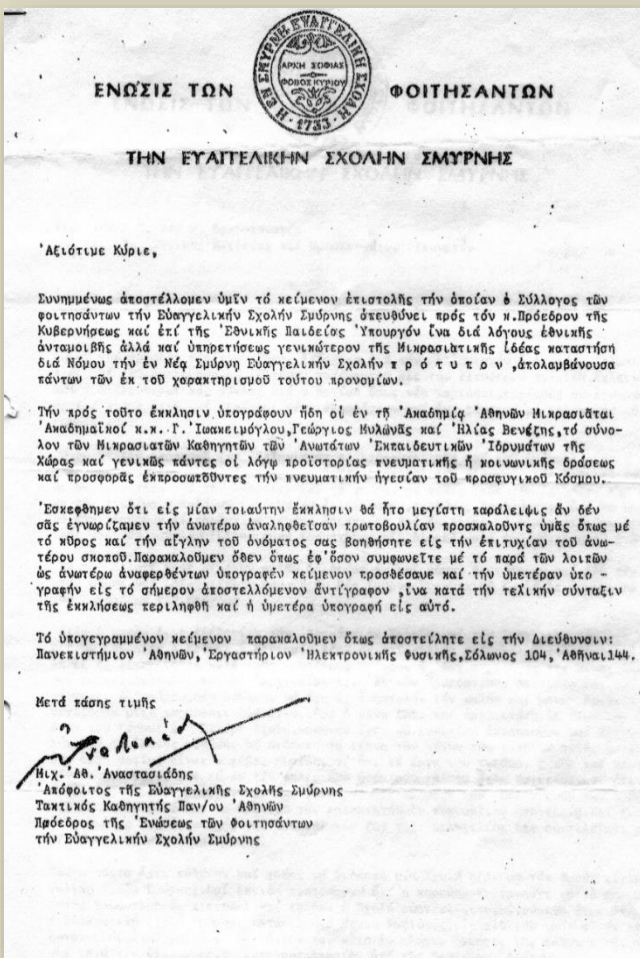 Η ΕΝ ΣΜΥΡΝΗ ΕΥΑΓΓΕΛΙΚΗ ΣΧΟΛΗ
ΑΡΧΗ ΣΟΦΙΑΣ
ΦΟΒΟΣ ΚΥΡΙΟΥ
1733
ΕΝΩΣΙΣ ΤΩΝ ΦΟΙΤΗΣΑΝΤΩΝ
ΤΗΝ ΕΥΑΓΓΕΛΙΚΗΝ ΣΧΟΛΗΝ ΣΜΥΡΝΗΣ
Ἀξιότιμε Κύριε,
Συνημμένως ἀποστέλλομεν ὑμῖν τό κείμενον ἐπιστολῆς τήν ὁποίαν ὁ Σύλλογος τῶν
φοιτησάντων τήν Εὐαγγελικήν Σχολήν Σμύρνης ἀπευθύνει πρός τόν κ.Πρόεδρον τῆς
Κυβερνήσεως καί ἐπί τῆς Ἐθνικῆς Παιδείας Ὑπουργόν ἵνα διά λόγους ἐθνικῆς
ἀνταμοιβῆς ἀλλά καί ὑπηρετήσεως γενικώτερον τῆς Μικρασιατικῆς ἰδέας καταστήσῃ
διά Νόμου τήν ἐν Νέᾳ Σμύρνῃ Εὐαγγελικήν Σχολήν π ρ ό τ υ π ο ν ,ἀπολαμβάνουσα
πάντων τῶν ἐκ τοῦ χαρακτηρισμοῦ τούτου προνομίων.
Τήν πρός τοῦτο ἔκκλησιν ὑπογράφουν ἤδη οἱ ἐν τῇ Ἀκαδημίᾳ Ἀθηνῶν Μικρασιᾶται
Ἀκαδημαϊκοί κ.κ. Γ.Ἰωακείμογλου,Γεώργιος Μυλωνᾶς καί Ἠλίας Βενέζης,τό σύνο-
λον τῶν Μικρασιατῶν Καθηγητῶν τῶν Ἀνωτάτων Ἐκπαιδευτικῶν Ἱδρυμάτων τῆς
Χώρας καί γενικῶς πάντες οἱ λόγῳ προϊστορίας πνευματικῆς ἤ κοινωνικῆς δράσεως
καί προσφορᾶς ἐκπροσωποῦντες τήν πνευματικήν ἡγεσίαν τοῦ προσφυγικοῦ Κόσμου.
Ἐσκέφθημεν ὅτι εἰς μίαν τοιαύτην ἔκκλησιν θά ἦτο μεγίστη παράλειψις ἄν δέν
σᾶς ἐγνωρίζαμεν τήν ἀνωτέρω ἀναληφθεῖσαν πρωτοβουλίαν προσκαλοῦντς ὑμᾶς ὅπως μέ
τό κῦρος καί τήν αἴγλην τοῦ ὀνόματος σας βοηθήσητε εἰς τήν ἐπιτυχίαν τοῦ ἀνω-
τέρου σκοποῦ.Παρακαλοῦμεν ὅθεν ὅπως ἐφ'ὅσον συμφωνεῖτε μέ τό παρά τῶν λοιπῶν
ὡς ἀνωτέρω ἀναφερθέντων ὑπογραφέν κείμενον προσθέσατε καί τήν ὑμετέραν ὑπο -
γραφήν εἰς τό σήμερον ἀποστελλόμενον ἀντίγραφον ,ἵνα κατά τήν τελικήν σύνταξιν
τῆς ἐκκλήσεως περιληφθῇ καί ἡ ὑμετέρα ὑπογραφή εἰς αὐτό.
Τό ὑπογεγραμμένον κείμενον παρακαλοῦμεν ὅπως ἀποστείλητε εἰς τήν Διεύθυνσιν:
Πανεπιστήμιον Ἀθηνῶν,Ἐργαστήριον Ἠλεκτρονικῆς Φυσικῆς,Σόλωνος 104,Ἀθῆναι144.
Μετά πάσης τιμῆς
Μιχ. Ἀθ. Ἀναστασιάδης
Ἀπόφοιτος τῆς Εὐαγγελικῆς Σχολῆς Σμύρνης
Τακτικός Καθηγητής Παν/ου Ἀθηνῶν
Πρόεδρος τῆς Ἑνώσεως τῶν Φοιτησάντων
τήν Εὐαγγελικήν Σχολήν Σμύρνης